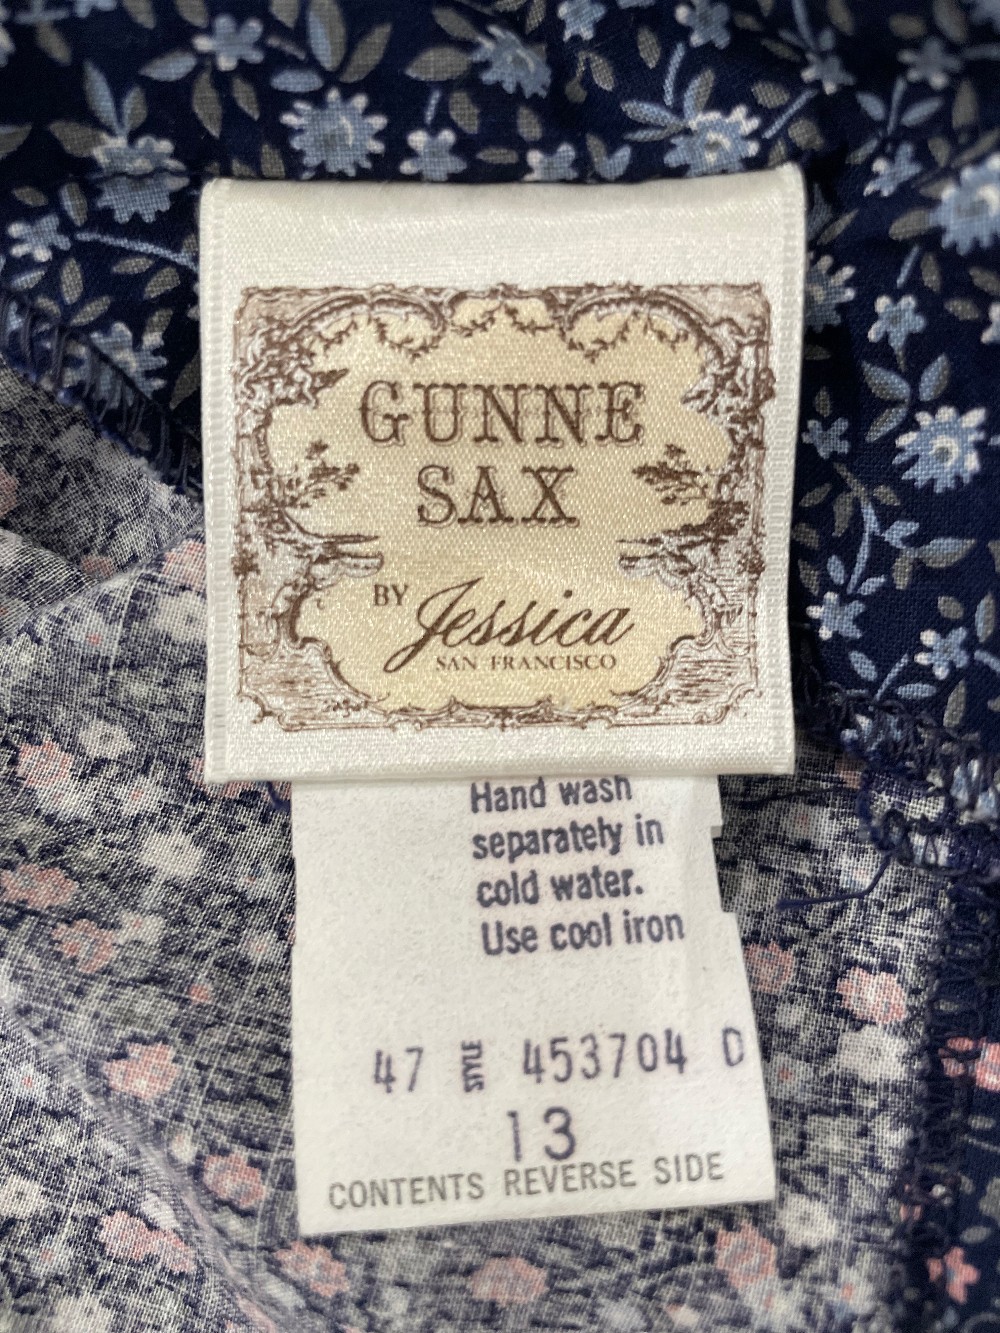 GUNNE
SAX
BY Jessica
SAN FRANCISCO
Hand wash
separately in
cold water.
Use cool iron
47 STYLE 453704 D
13
CONTENTS REVERSE SIDE